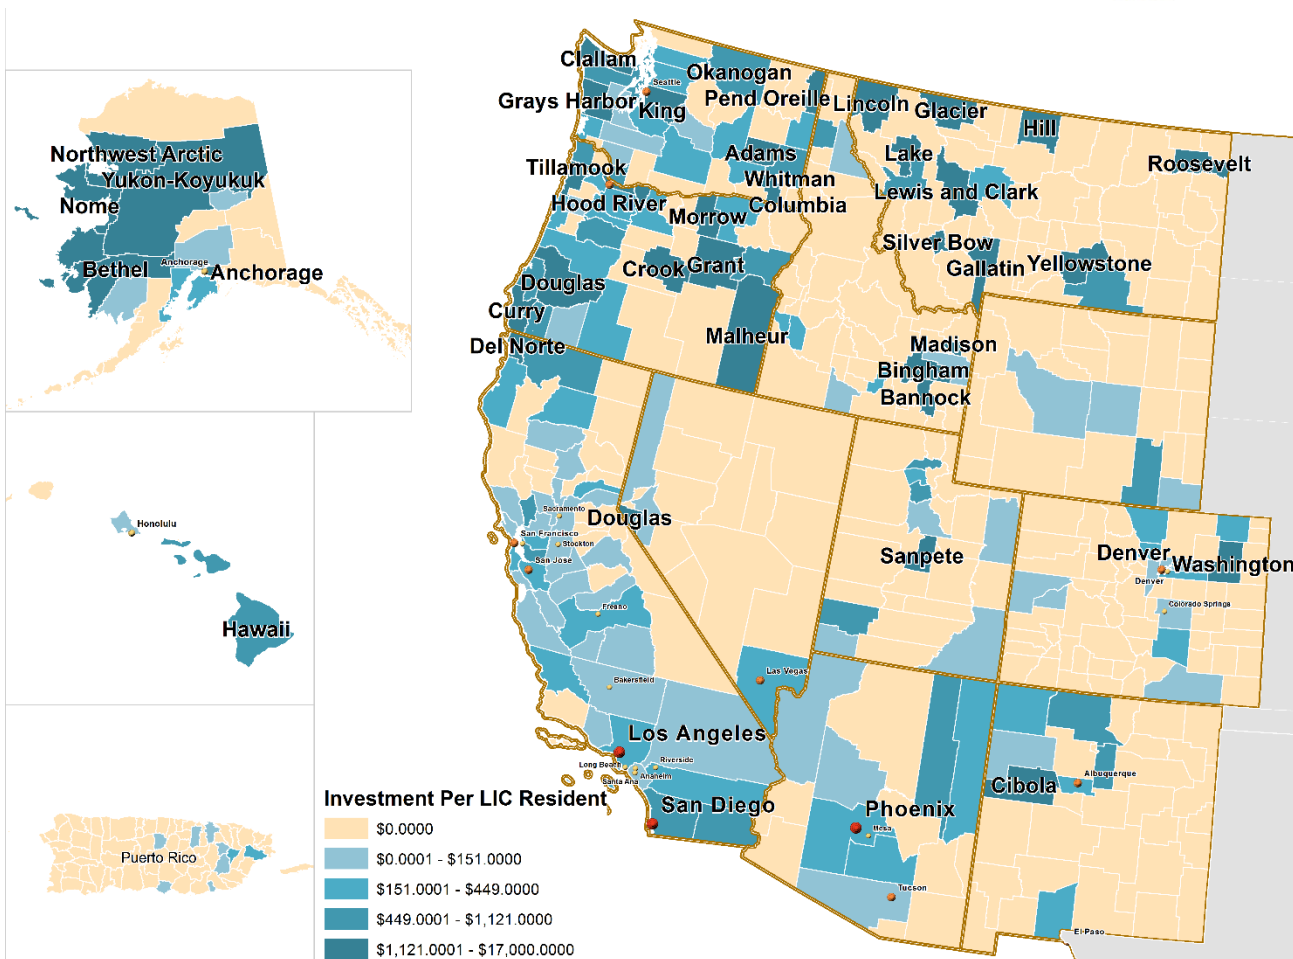 Clallam
Seattle
Okanogan
Grays Harbor
King
Pend Oreille
Lincoln
Glacier
Hill
Northwest Arctic
Yukon-Koyukuk
Nome
Bethel
Anchorage
Anchorage
Tillamook
Adams
Whitman
Columbia
Lake
Lewis and Clark
Roosevelt
Hood River
Morrow
Silver Bow
Gallatin
Yellowstone
Crook
Grant
Douglas
Curry
Malheur
Del Norte
Madison
Bingham
Bannock
Honolulu
Hawaii
Sacramento
Douglas
San Francisco
Stockton
San Jose
Fresno
Bakersfield
Las Vegas
Sanpete
Denver
Washington
Denver
Colorado Springs
Los Angeles
Long Beach
Riverside
Anaheim
Santa Ana
San Diego
Phoenix
Mesa
Tucson
Cibola
Albuquerque
El Paso
Puerto Rico
Investment Per LIC Resident
$0.0000
$0.0001 - $151.0000
$151.0001 - $449.0000
$449.0001 - $1,121.0000
$1,121.0001 - $17,000.0000